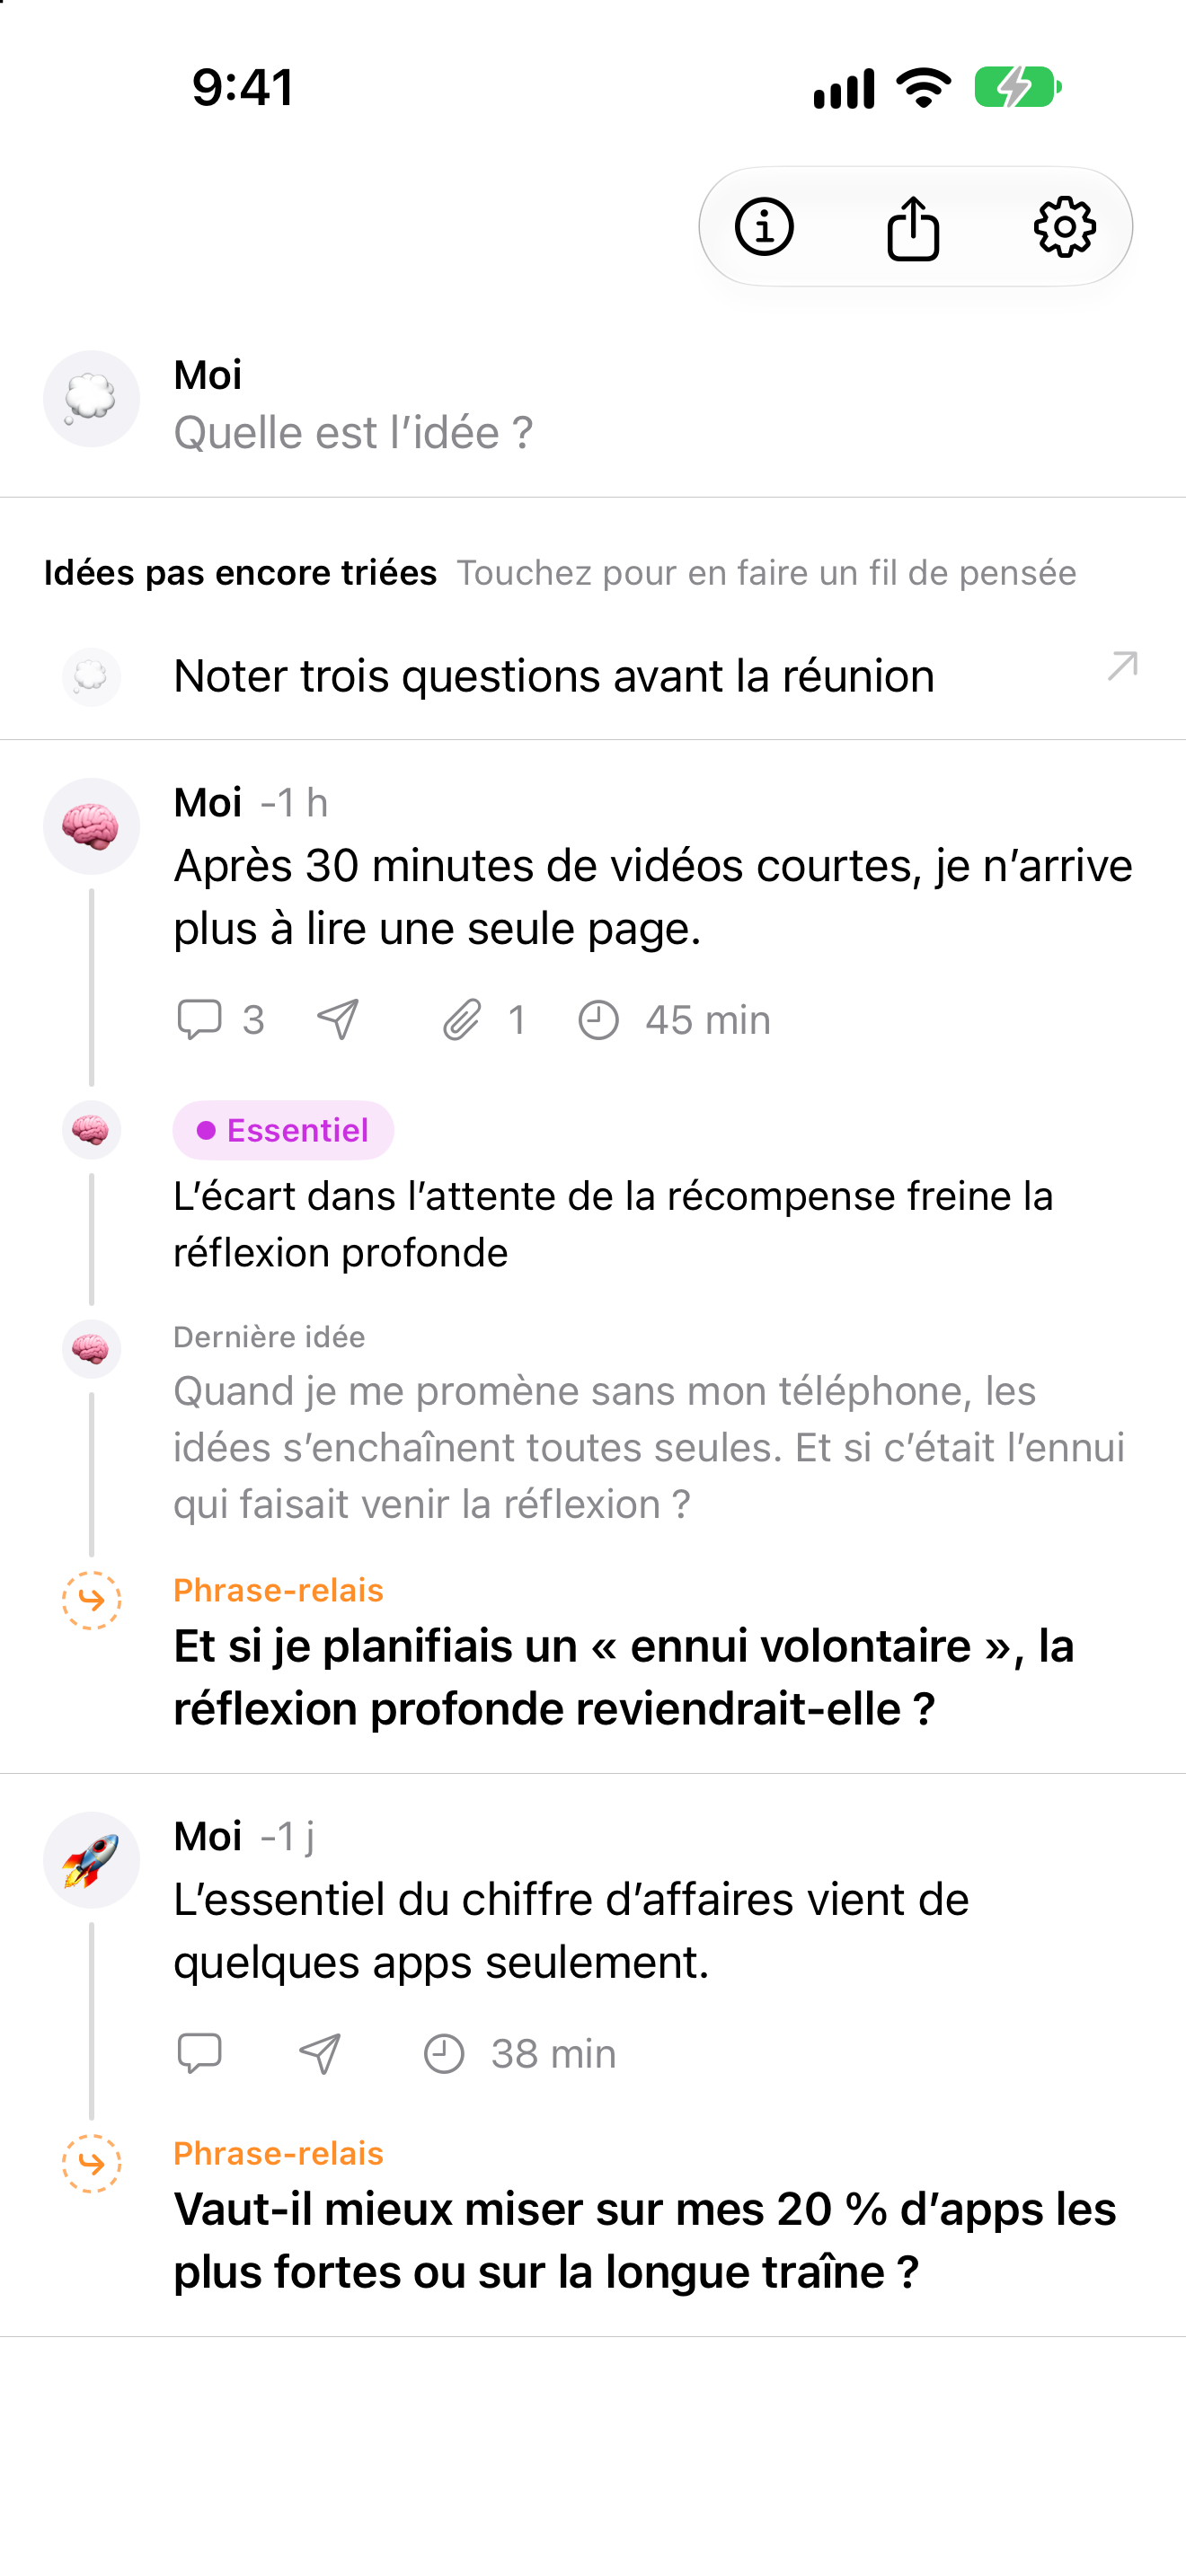 9:41
Moi
Quelle est l’idée ?
Idées pas encore triées Touchez pour en faire un fil de pensée
Noter trois questions avant la réunion
Moi -1 h
Après 30 minutes de vidéos courtes, je n’arrive
plus à lire une seule page.
3 1 45 min
Essentiel
L’écart dans l’attente de la récompense freine la
réflexion profonde
Dernière idée
Quand je me promène sans mon téléphone, les
idées s’enchaînent toutes seules. Et si c’était l’ennui
qui faisait venir la réflexion ?
Phrase-relais
Et si je planifiais un « ennui volontaire », la
réflexion profonde reviendrait-elle ?
Moi -1 j
L’essentiel du chiffre d’affaires vient de
quelques apps seulement.
38 min
Phrase-relais
Vaut-il mieux miser sur mes 20 % d’apps les
plus fortes ou sur la longue traîne ?